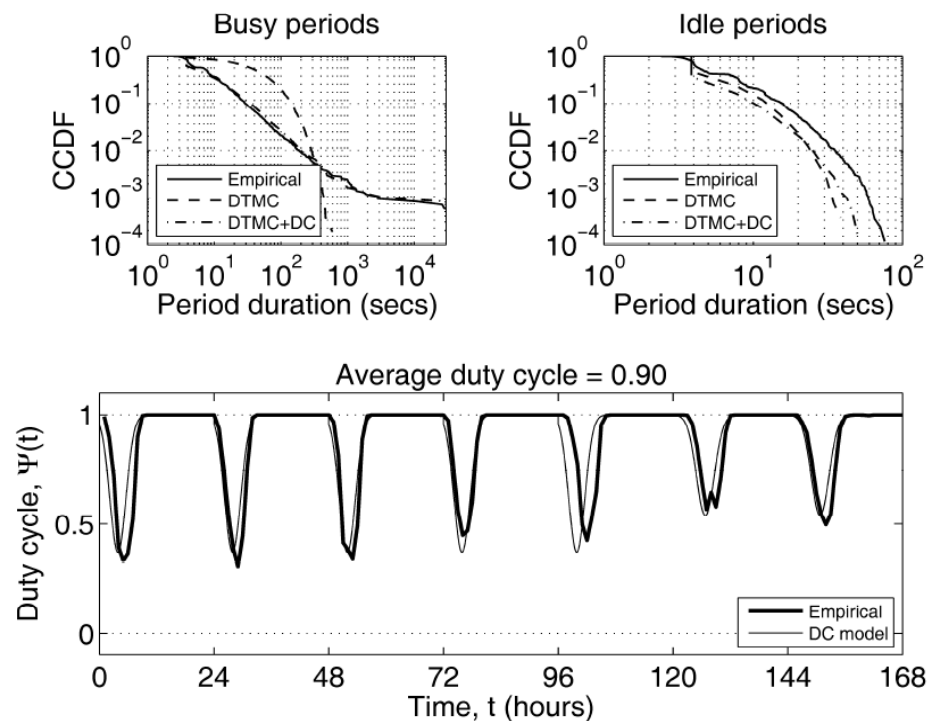 Busy periods
10^0
10^-1
10^-2
10^-3
10^-4
CCDF
Empirical
DTMC
DTMC+DC
10^0 10^1 10^2 10^3 10^4
Period duration (secs)
Idle periods
10^0
10^-1
10^-2
10^-3
10^-4
CCDF
Empirical
DTMC
DTMC+DC
10^0 10^1 10^2
Period duration (secs)
Average duty cycle = 0.90
1
0.5
0
Duty cycle, Ψ(t)
Empirical
DC model
0 24 48 72 96 120 144 168
Time, t (hours)